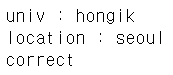 univ : hongik
location : seoul
correct